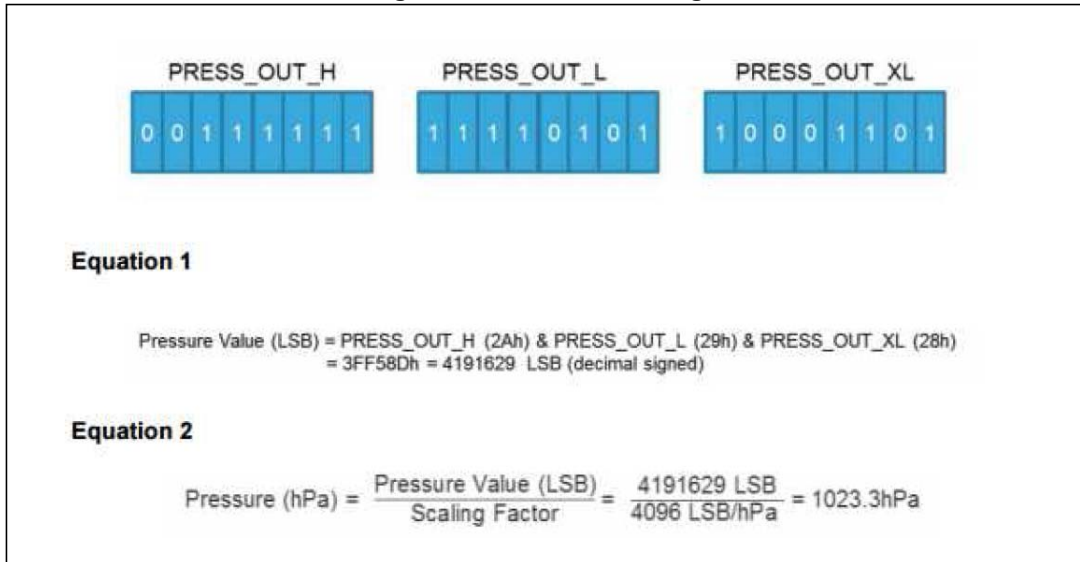 PRESS_OUT_H PRESS_OUT_L PRESS_OUT_XL
0 0 1 1 1 1 1 1 1 1 1 1 0 1 0 1 1 0 0 0 1 1 0 1
Equation 1
Pressure Value (LSB) = PRESS_OUT_H (2Ah) & PRESS_OUT_L (29h) & PRESS_OUT_XL (28h)
= 3FF58Dh = 4191629 LSB (decimal signed)
Equation 2
Pressure (hPa) = Pressure Value (LSB) / Scaling Factor = 4191629 LSB / 4096 LSB/hPa = 1023.3hPa